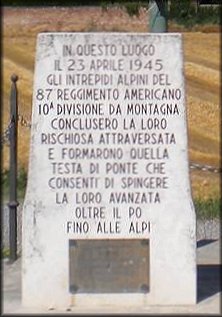 IN QUESTO LUOGO
IL 23 APRILE 1945
GLI INTREPIDI ALPINI DEL
87° REGGIMENTO AMERICANO
10ᴬ DIVISIONE DA MONTAGNA
CONCLUSERO LA LORO
RISCHIOSA ATTRAVERSATA
E FORMARONO QUELLA
TESTA DI PONTE CHE
CONSENTI DI SPINGERE
LA LORO AVANZATA
OLTRE IL PO
FINO ALLE ALPI